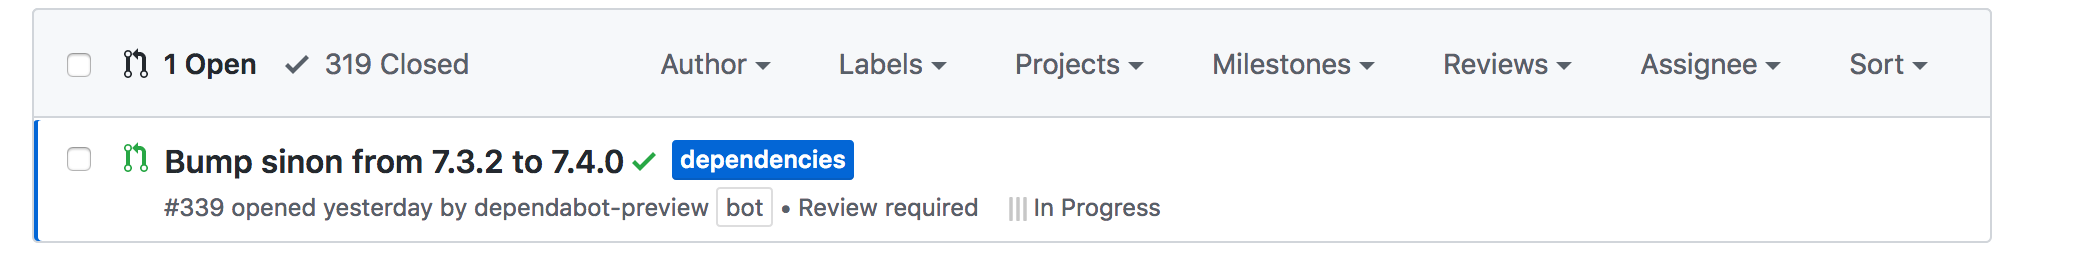 1 Open 319 Closed Author Labels Projects Milestones Reviews Assignee Sort
Bump sinon from 7.3.2 to 7.4.0 dependencies
#339 opened yesterday by dependabot-preview bot • Review required In Progress